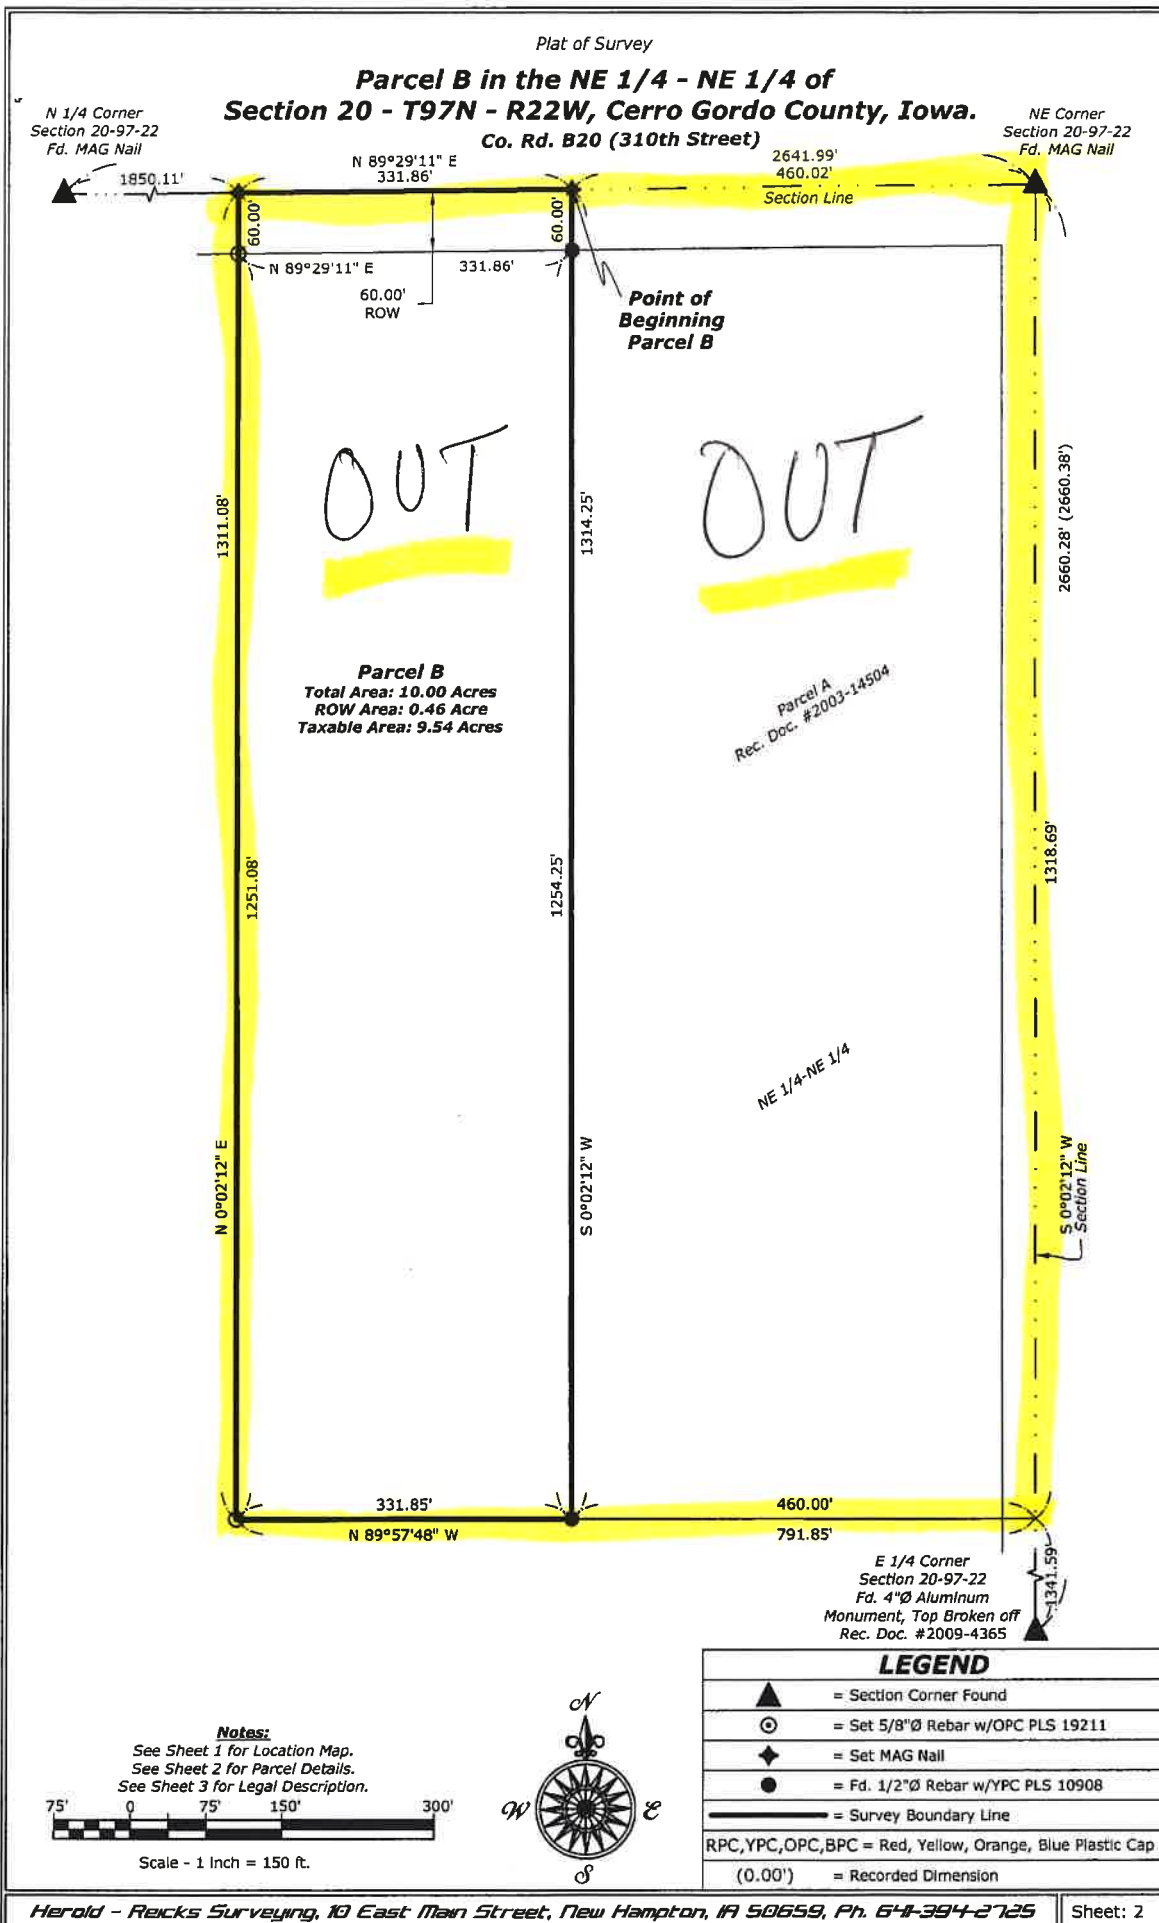 Plat of Survey
Parcel B in the NE 1/4 - NE 1/4 of
Section 20 - T97N - R22W, Cerro Gordo County, Iowa.
Co. Rd. B20 (310th Street)
N 1/4 Corner
Section 20-97-22
Fd. MAG Nail
NE Corner
Section 20-97-22
Fd. MAG Nail
1850.11'
N 89°29'11" E
331.86'
2641.99'
460.02'
Section Line
60.00'
60.00'
N 89°29'11" E
331.86'
60.00'
ROW
Point of
Beginning
Parcel B
OUT
OUT
1311.08'
1314.25'
2660.28' (2660.38')
Parcel B
Total Area: 10.00 Acres
ROW Area: 0.46 Acre
Taxable Area: 9.54 Acres
Parcel A
Rec. Doc. #2003-14504
1251.08'
1254.25'
1318.69'
NE 1/4-NE 1/4
N 0°02'12" E
S 0°02'12" W
S 0°02'12" W
Section Line
331.85'
N 89°57'48" W
460.00'
791.85'
1341.59'
E 1/4 Corner
Section 20-97-22
Fd. 4"Ø Aluminum
Monument, Top Broken off
Rec. Doc. #2009-4365
Notes:
See Sheet 1 for Location Map.
See Sheet 2 for Parcel Details.
See Sheet 3 for Legal Description.
75' 0 75' 150' 300'
Scale - 1 inch = 150 ft.
N
W E
S
LEGEND
= Section Corner Found
= Set 5/8"Ø Rebar w/OPC PLS 19211
= Set MAG Nail
= Fd. 1/2"Ø Rebar w/YPC PLS 10908
= Survey Boundary Line
RPC,YPC,OPC,BPC = Red, Yellow, Orange, Blue Plastic Cap
(0.00') = Recorded Dimension
Herold - Reicks Surveying, 10 East Main Street, New Hampton, IA 50659, Ph. 641-394-2725
Sheet: 2